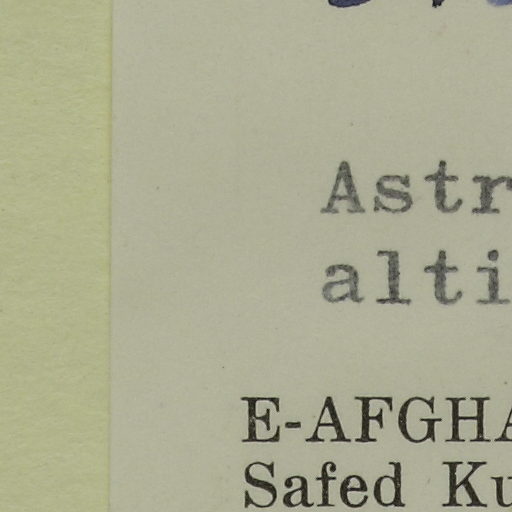 Astr
alti
E-AFGHA
Safed Ku